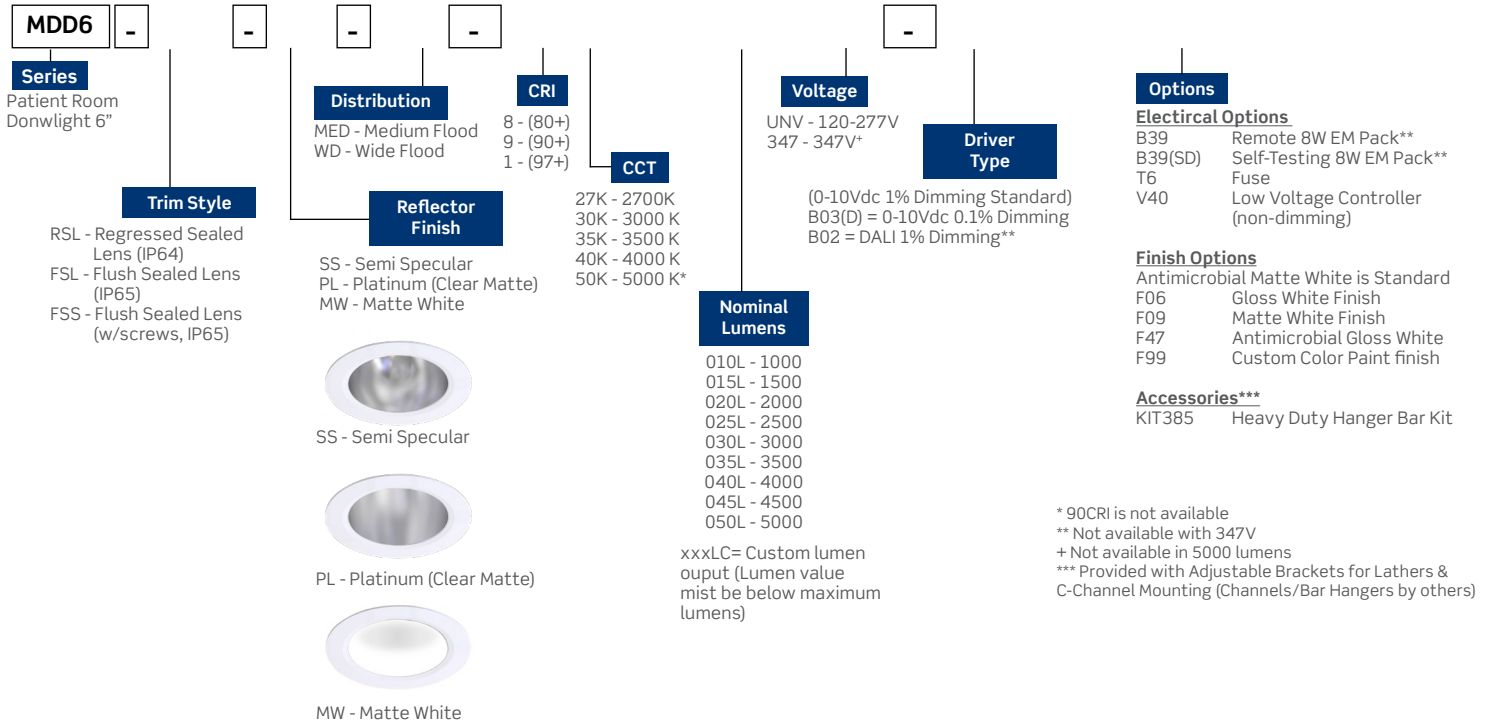 MDD6 - - - - -
Series
Patient Room
Donwlight 6"
Trim Style
RSL - Regressed Sealed
Lens (IP64)
FSL - Flush Sealed Lens
(IP65)
FSS - Flush Sealed Lens
(w/screws, IP65)
Reflector
Finish
SS - Semi Specular
PL - Platinum (Clear Matte)
MW - Matte White
SS - Semi Specular
PL - Platinum (Clear Matte)
MW - Matte White
Distribution
MED - Medium Flood
WD - Wide Flood
CRI
8 - (80+)
9 - (90+)
1 - (97+)
CCT
27K - 2700K
30K - 3000 K
35K - 3500 K
40K - 4000 K
50K - 5000 K*
Nominal
Lumens
010L - 1000
015L - 1500
020L - 2000
025L - 2500
030L - 3000
035L - 3500
040L - 4000
045L - 4500
050L - 5000
xxxLC= Custom lumen
ouput (Lumen value
mist be below maximum
lumens)
Voltage
UNV - 120-277V
347 - 347V+
Driver
Type
(0-10Vdc 1% Dimming Standard)
B03(D) = 0-10Vdc 0.1% Dimming
B02 = DALI 1% Dimming**
Options
Electircal Options
B39 Remote 8W EM Pack**
B39(SD) Self-Testing 8W EM Pack**
T6 Fuse
V40 Low Voltage Controller
(non-dimming)
Finish Options
Antimicrobial Matte White is Standard
F06 Gloss White Finish
F09 Matte White Finish
F47 Antimicrobial Gloss White
F99 Custom Color Paint finish
Accessories***
KIT385 Heavy Duty Hanger Bar Kit
* 90CRI is not available
** Not available with 347V
+ Not available in 5000 lumens
*** Provided with Adjustable Brackets for Lathers &
C-Channel Mounting (Channels/Bar Hangers by others)